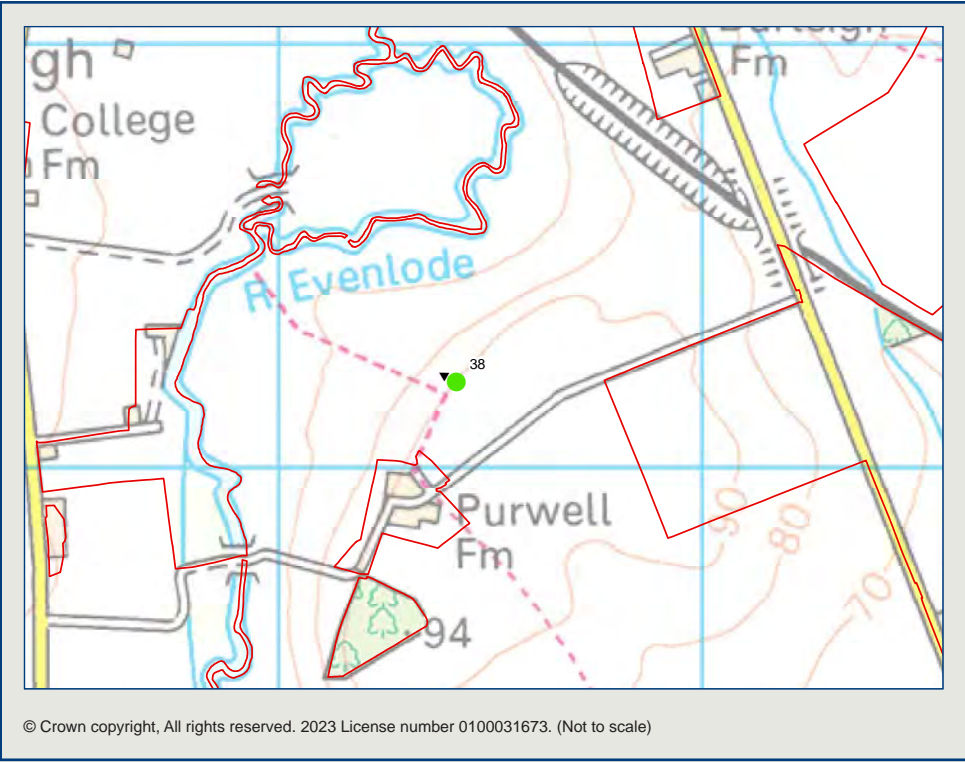 gh
College
Fm
Fm
R Evenlode
38
Purwell
Fm
94
90
80
70
© Crown copyright, All rights reserved. 2023 License number 0100031673. (Not to scale)